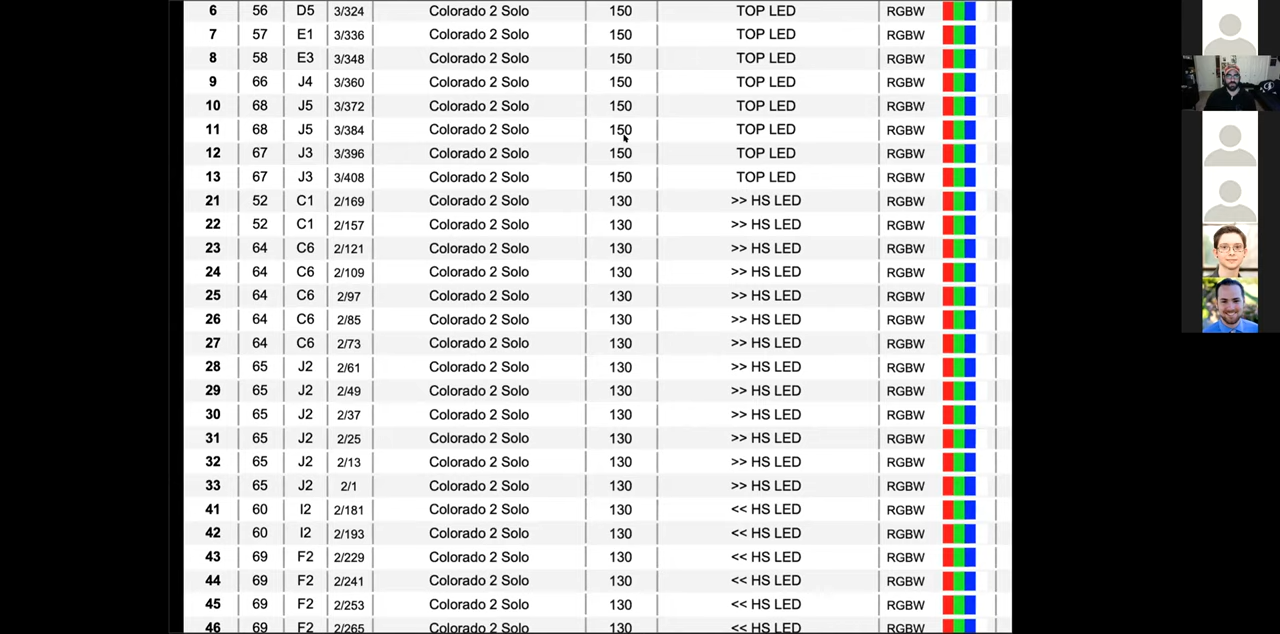 6 56 D5 3/324 Colorado 2 Solo 150 TOP LED RGBW
7 57 E1 3/336 Colorado 2 Solo 150 TOP LED RGBW
8 58 E3 3/348 Colorado 2 Solo 150 TOP LED RGBW
9 66 J4 3/360 Colorado 2 Solo 150 TOP LED RGBW
10 68 J5 3/372 Colorado 2 Solo 150 TOP LED RGBW
11 68 J5 3/384 Colorado 2 Solo 150 TOP LED RGBW
12 67 J3 3/396 Colorado 2 Solo 150 TOP LED RGBW
13 67 J3 3/408 Colorado 2 Solo 150 TOP LED RGBW
21 52 C1 2/169 Colorado 2 Solo 130 >> HS LED RGBW
22 52 C1 2/157 Colorado 2 Solo 130 >> HS LED RGBW
23 64 C6 2/121 Colorado 2 Solo 130 >> HS LED RGBW
24 64 C6 2/109 Colorado 2 Solo 130 >> HS LED RGBW
25 64 C6 2/97 Colorado 2 Solo 130 >> HS LED RGBW
26 64 C6 2/85 Colorado 2 Solo 130 >> HS LED RGBW
27 64 C6 2/73 Colorado 2 Solo 130 >> HS LED RGBW
28 65 J2 2/61 Colorado 2 Solo 130 >> HS LED RGBW
29 65 J2 2/49 Colorado 2 Solo 130 >> HS LED RGBW
30 65 J2 2/37 Colorado 2 Solo 130 >> HS LED RGBW
31 65 J2 2/25 Colorado 2 Solo 130 >> HS LED RGBW
32 65 J2 2/13 Colorado 2 Solo 130 >> HS LED RGBW
33 65 J2 2/1 Colorado 2 Solo 130 >> HS LED RGBW
41 60 I2 2/181 Colorado 2 Solo 130 << HS LED RGBW
42 60 I2 2/193 Colorado 2 Solo 130 << HS LED RGBW
43 69 F2 2/229 Colorado 2 Solo 130 << HS LED RGBW
44 69 F2 2/241 Colorado 2 Solo 130 << HS LED RGBW
45 69 F2 2/253 Colorado 2 Solo 130 << HS LED RGBW
46 69 F2 2/265 Colorado 2 Solo 130 << HS LED RGBW